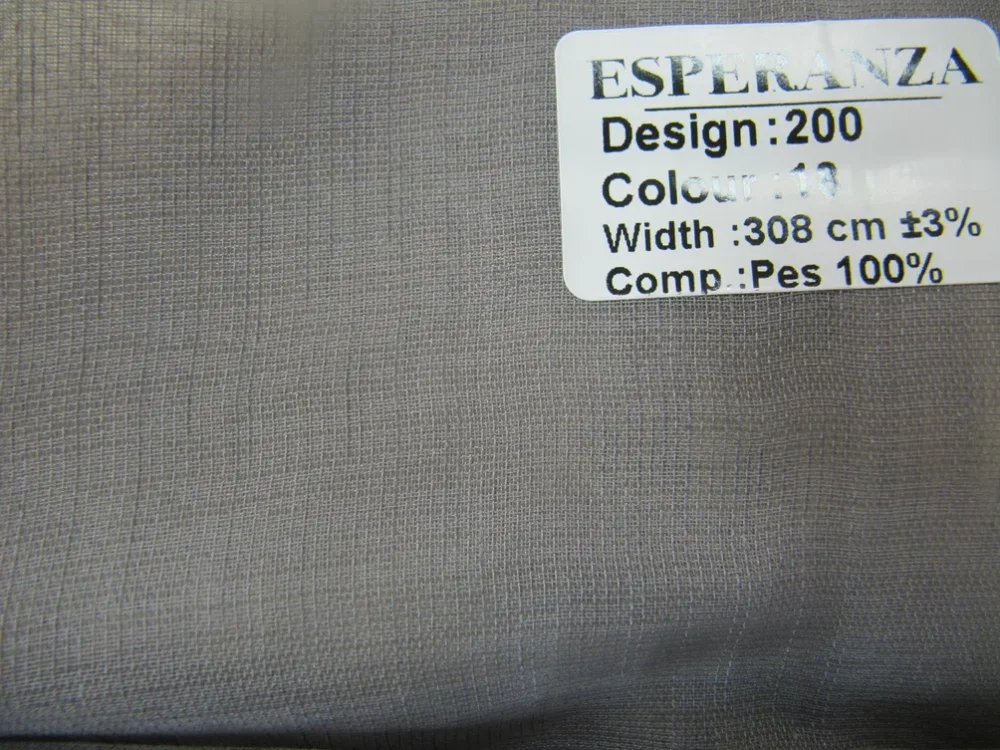 ESPERANZA
Design :200
Colour :
Width :308 cm ±3%
Comp.:Pes 100%